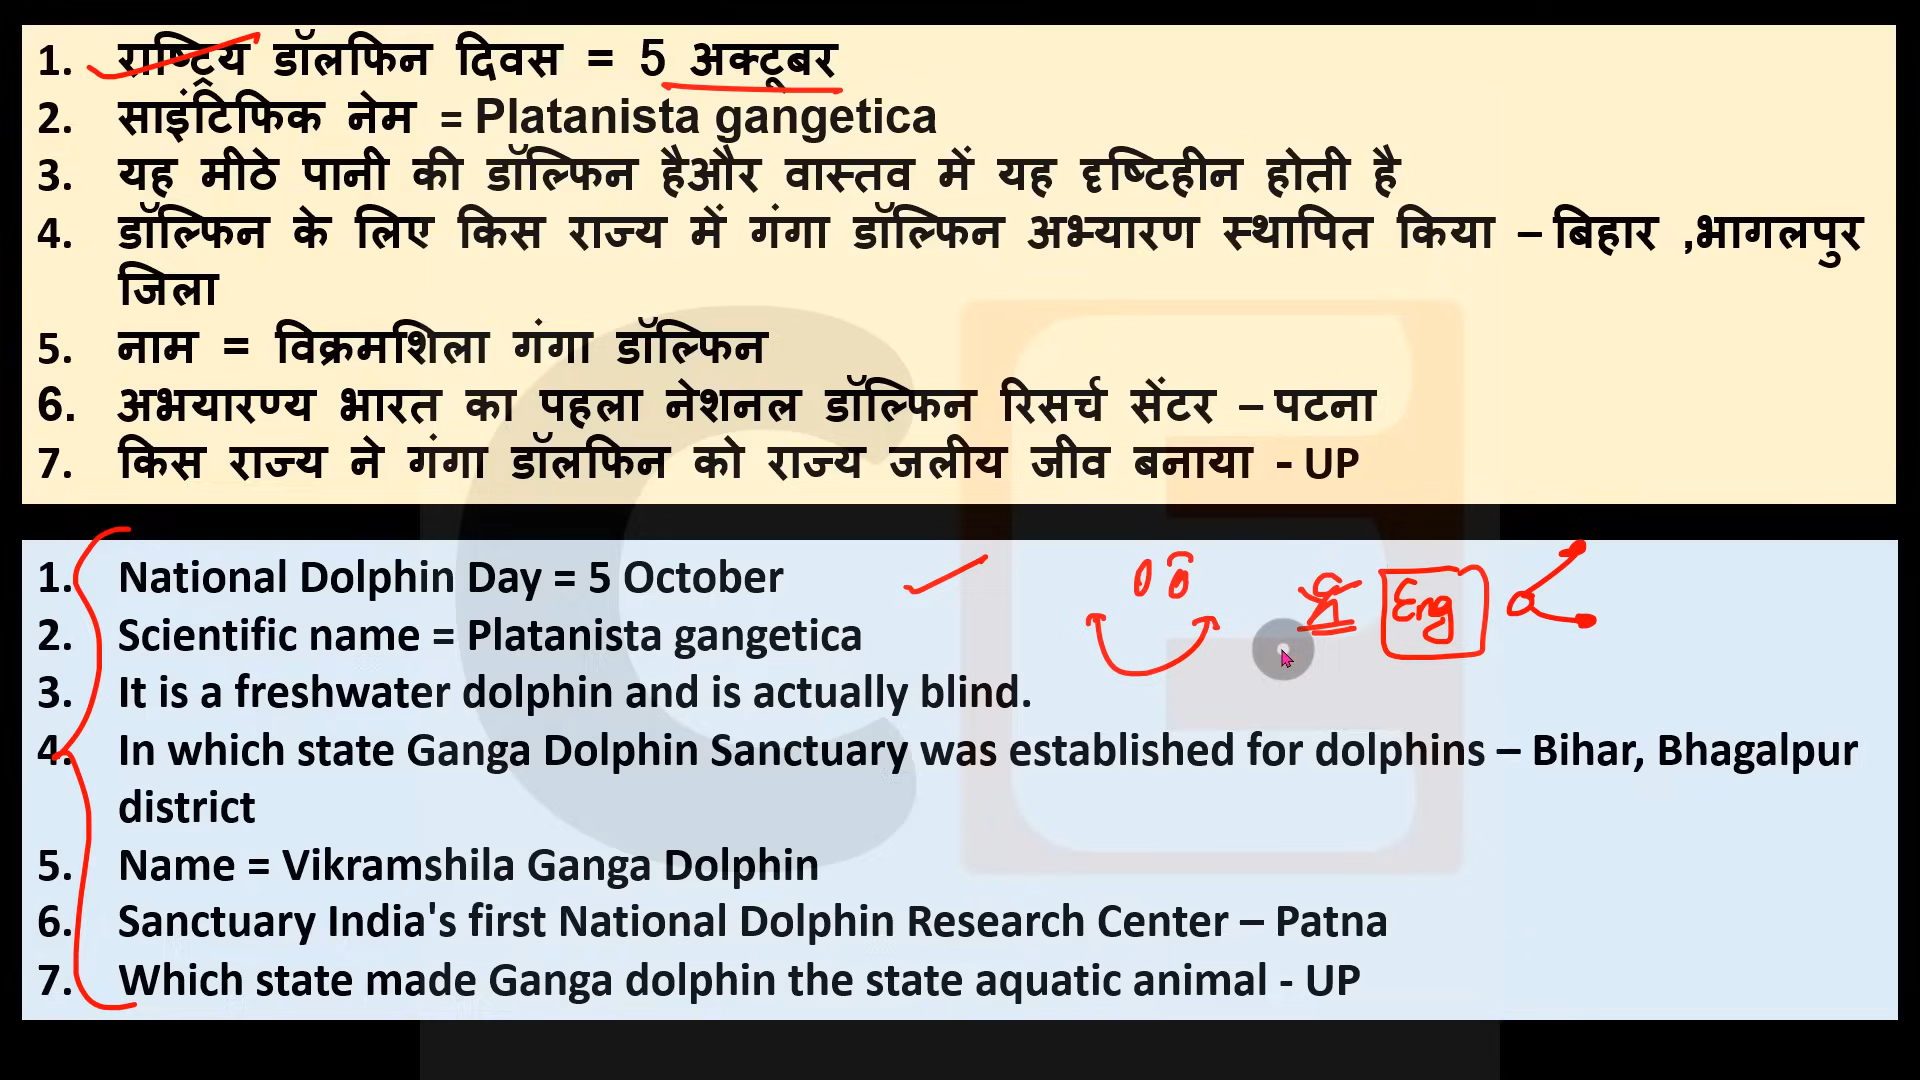 1. राष्ट्रिय डॉलफिन दिवस = 5 अक्टूबर
2. साइंटिफिक नेम = Platanista gangetica
3. यह मीठे पानी की डॉल्फिन हैऔर वास्तव में यह दृष्टिहीन होती है
4. डॉल्फिन के लिए किस राज्य में गंगा डॉल्फिन अभ्यारण स्थापित किया – बिहार ,भागलपुर
जिला
5. नाम = विक्रमशिला गंगा डॉल्फिन
6. अभयारण्य भारत का पहला नेशनल डॉल्फिन रिसर्च सेंटर – पटना
7. किस राज्य ने गंगा डॉलफिन को राज्य जलीय जीव बनाया - UP
1. National Dolphin Day = 5 October
2. Scientific name = Platanista gangetica
3. It is a freshwater dolphin and is actually blind.
4. In which state Ganga Dolphin Sanctuary was established for dolphins – Bihar, Bhagalpur
district
5. Name = Vikramshila Ganga Dolphin
6. Sanctuary India's first National Dolphin Research Center – Patna
7. Which state made Ganga dolphin the state aquatic animal - UP
Eng